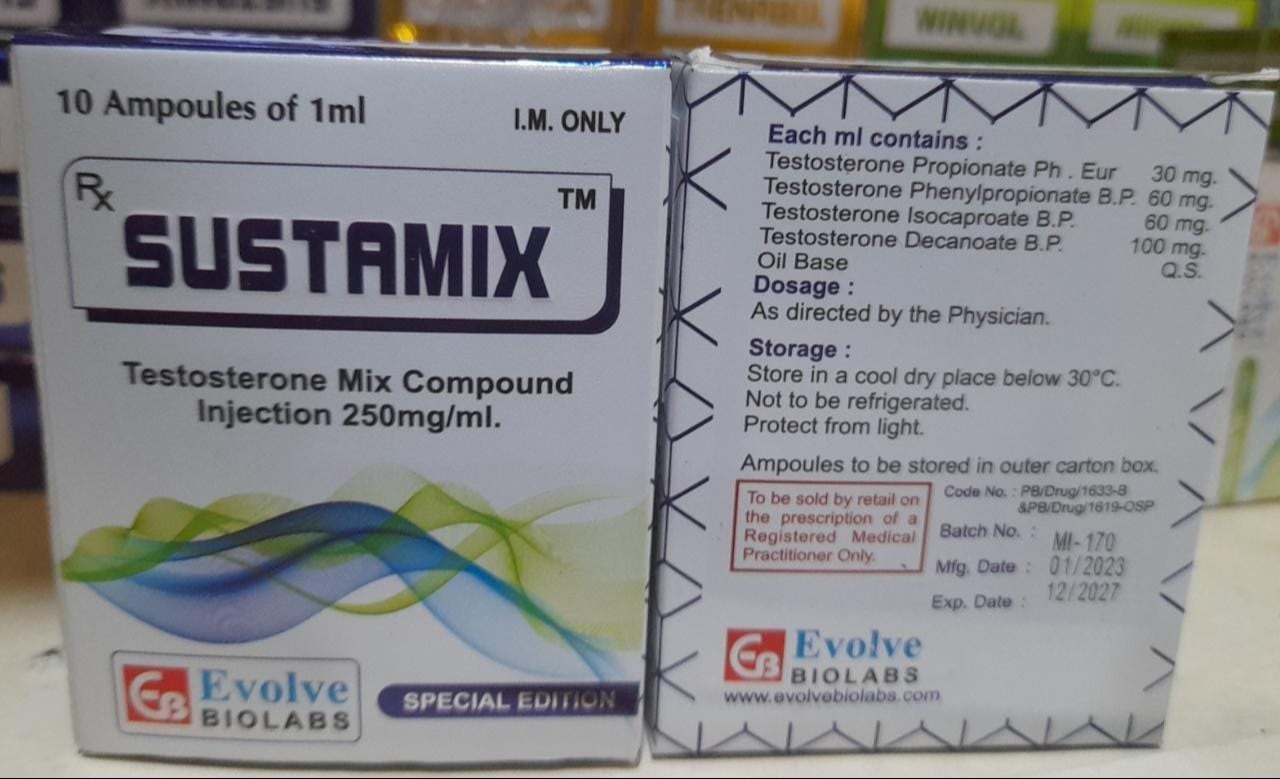 WINVOL
10 Ampoules of 1ml
I.M. ONLY
Rx
SUSTAMIX
TM
Testosterone Mix Compound
Injection 250mg/ml.
EB
Evolve
BIOLABS
SPECIAL EDITION
Each ml contains :
Testosterone Propionate Ph . Eur 30 mg.
Testosterone Phenylpropionate B.P. 60 mg.
Testosterone Isocaproate B.P. 60 mg.
Testosterone Decanoate B.P. 100 mg.
Oil Base Q.S.
Dosage :
As directed by the Physician.
Storage :
Store in a cool dry place below 30°C.
Not to be refrigerated.
Protect from light.
Ampoules to be stored in outer carton box.
To be sold by retail on
the prescription of a
Registered Medical
Practitioner Only.
Code No. : PB/Drug/1633-B
&PB/Drug/1619-OSP
Batch No. : MI-170
Mfg. Date : 01/2023
Exp. Date : 12/2027
EB
Evolve
BIOLABS
www.evolvebiolabs.com